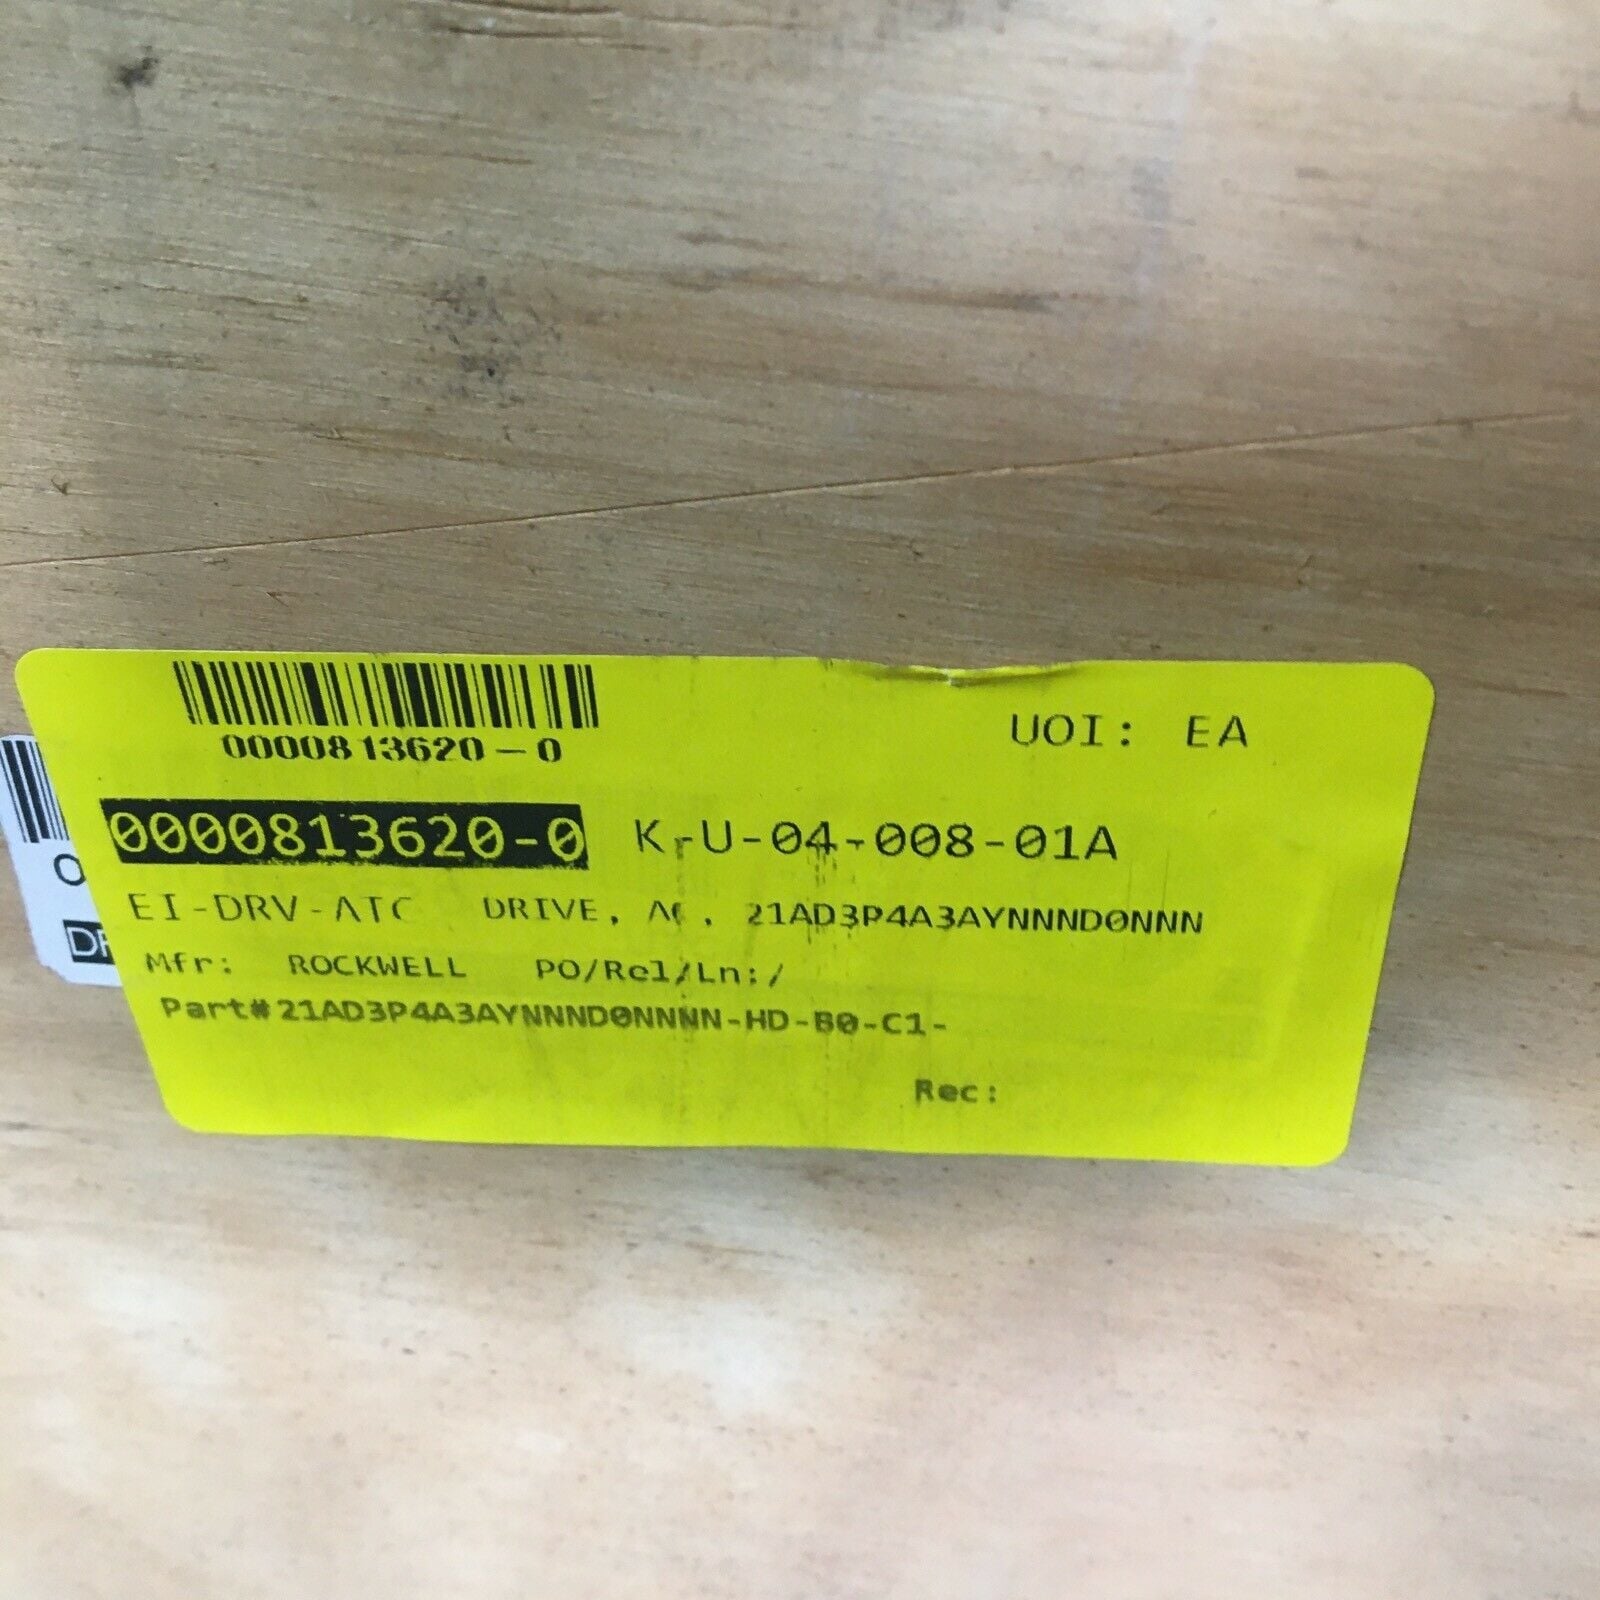 0000813620-0
UOI: EA
0000813620-0 K-U-04-008-01A
EI-DRV-ATC DRIVE, AC, 21AD3P4A3AYNNND0NNN
Mfr: ROCKWELL PO/Rel/Ln:/
Part#21AD3P4A3AYNNND0NNNN-HD-B0-C1-
Rec: